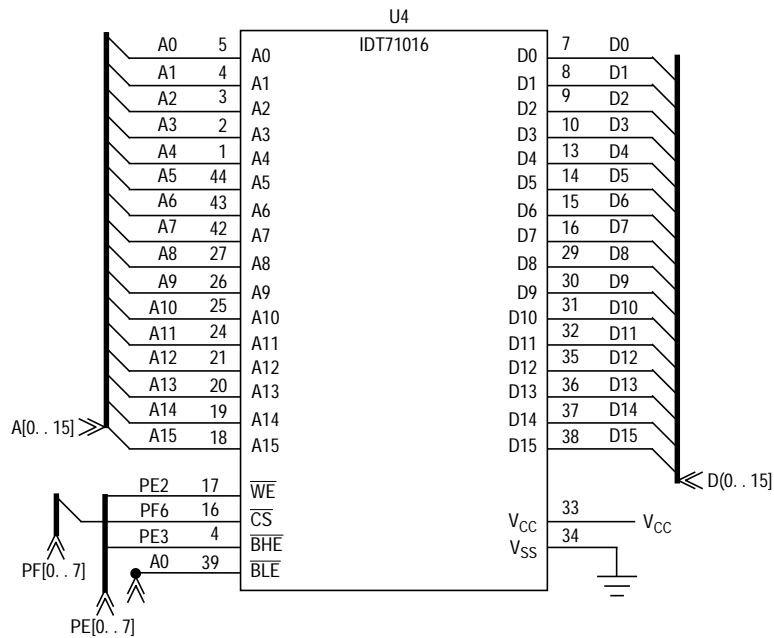 U4
IDT71016
A0 5 A0 D0 7 D0
A1 4 A1 D1 8 D1
A2 3 A2 D2 9 D2
A3 2 A3 D3 10 D3
A4 1 A4 D4 13 D4
A5 44 A5 D5 14 D5
A6 43 A6 D6 15 D6
A7 42 A7 D7 16 D7
A8 27 A8 D8 29 D8
A9 26 A9 D9 30 D9
A10 25 A10 D10 31 D10
A11 24 A11 D11 32 D11
A12 21 A12 D12 35 D12
A13 20 A13 D13 36 D13
A14 19 A14 D14 37 D14
A[0. . 15]
A15 18 A15 D15 38 D15
D(0. . 15]
PE2 17 WE
PF6 16 CS VCC 33 VCC
PE3 4 BHE VSS 34
PF[0. . 7]
A0 39 BLE
PE[0. . 7]